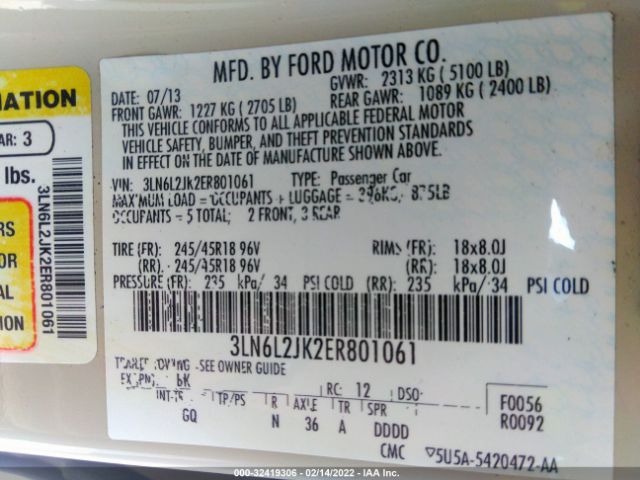 MFD. BY FORD MOTOR CO.
DATE: 07/13
GVWR: 2313 KG ( 5100 LB)
FRONT GAWR: 1227 KG ( 2705 LB)
REAR GAWR: 1089 KG ( 2400 LB)
THIS VEHICLE CONFORMS TO ALL APPLICABLE FEDERAL MOTOR
VEHICLE SAFETY, BUMPER, AND THEFT PREVENTION STANDARDS
IN EFFECT ON THE DATE OF MANUFACTURE SHOWN ABOVE.
VIN: 3LN6L2JK2ER801061 TYPE: Passenger Car
MAXIMUM LOAD = OCCUPANTS + LUGGAGE =
OCCUPANTS = 5 TOTAL; 2 FRONT, 3 REAR
TIRE (FR): 245/45R18 96V RIMS (FR): 18x8.0J
(RR): 245/45R18 96V (RR): 18x8.0J
PRESSURE (FR): 235 kPa/ 34 PSI COLD (RR): 235 kPa/ 34 PSI COLD
3LN6L2JK2ER801061
TRAILER TOWING -SEE OWNER GUIDE
RC: 12 DSO:
F0056
R0092
TP/PS R AXLE TR SPR
GQ N 36 A DDDD
CMC 5U5A-5420472-AA
MATION
AR: 3
lbs.
RS
OR
AL
TION
3LN6L2JK2ER801061
000-32419306 - 02/14/2022 - IAA Inc.